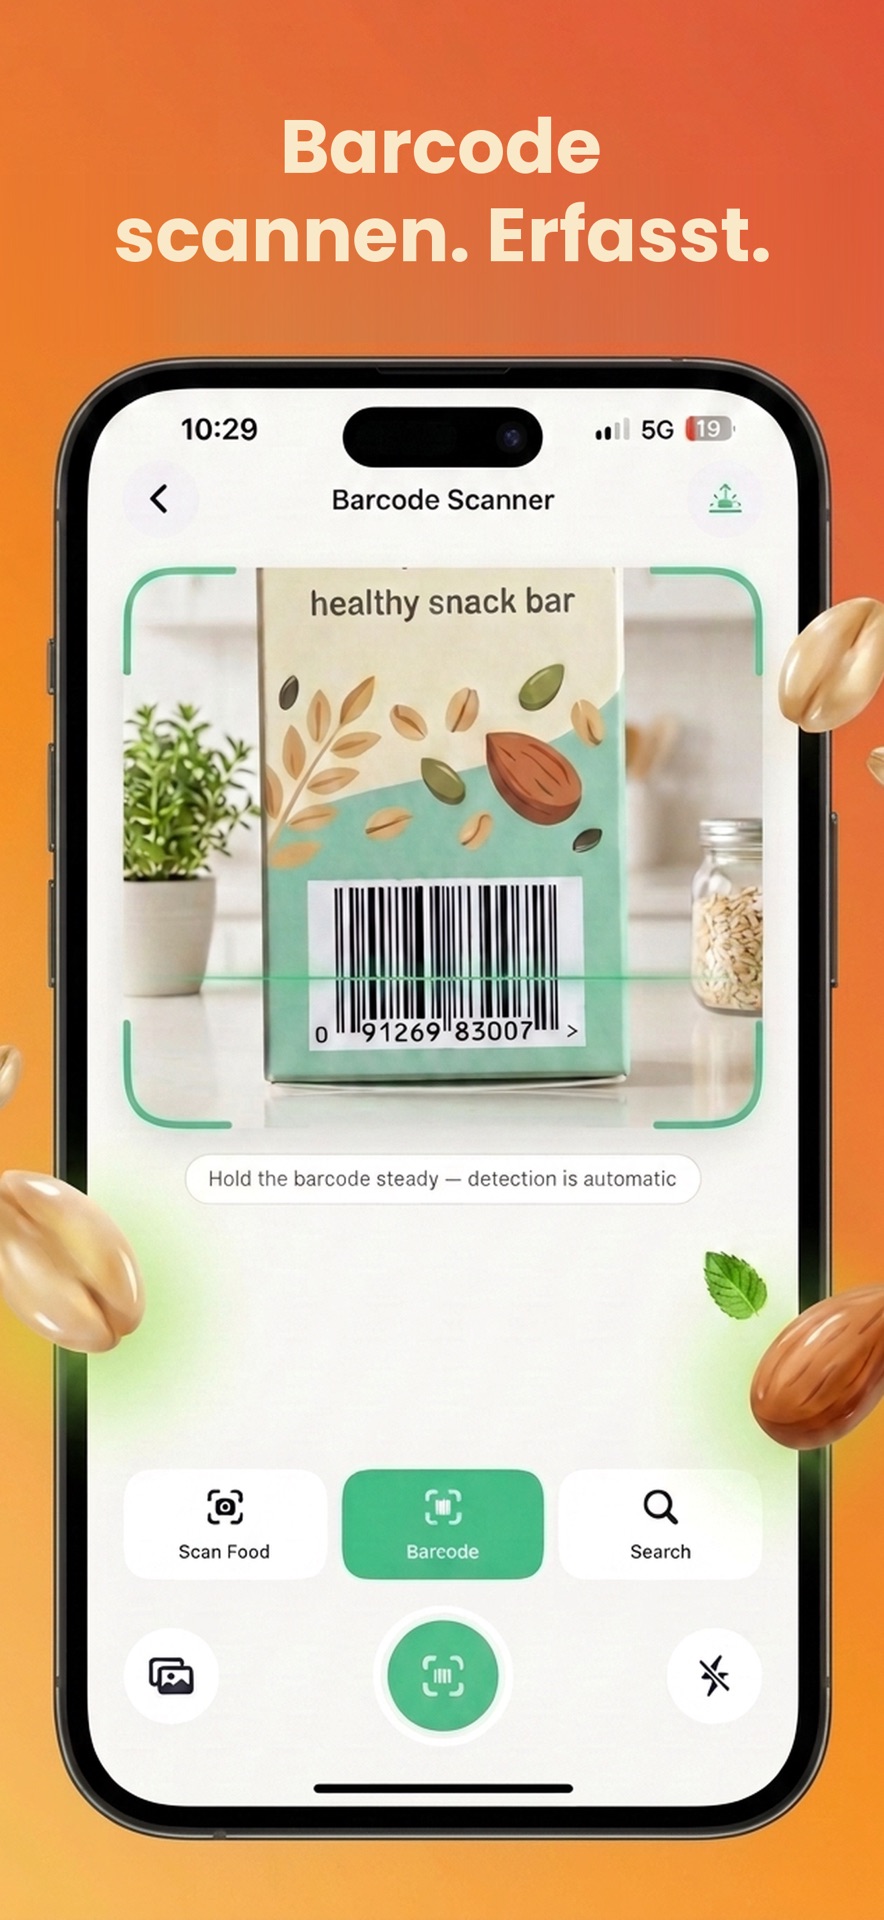 Barcode
scannen. Erfasst.
10:29
5G
19
Barcode Scanner
healthy snack bar
0 91269 83007 >
Hold the barcode steady — detection is automatic
Scan Food
Barcode
Search